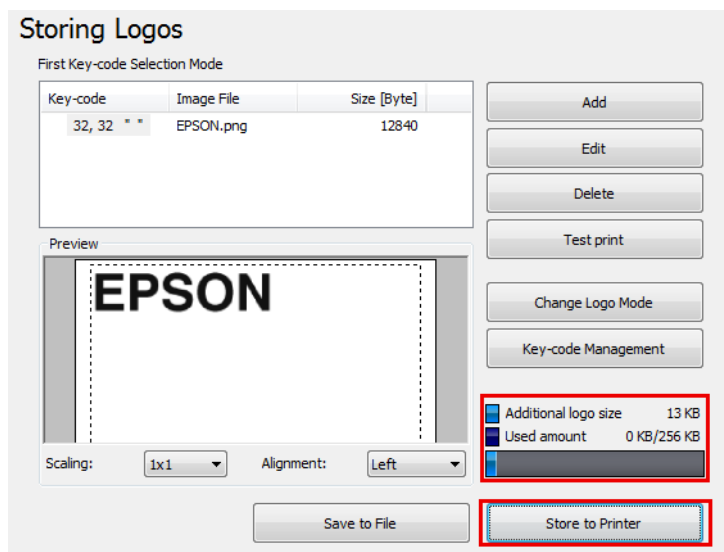 Storing Logos
First Key-code Selection Mode
Key-code Image File Size [Byte]
32, 32 " " EPSON.png 12840
Add
Edit
Delete
Test print
Preview
EPSON
Change Logo Mode
Key-code Management
Additional logo size 13 KB
Used amount 0 KB/256 KB
Scaling: 1x1 Alignment: Left
Save to File
Store to Printer